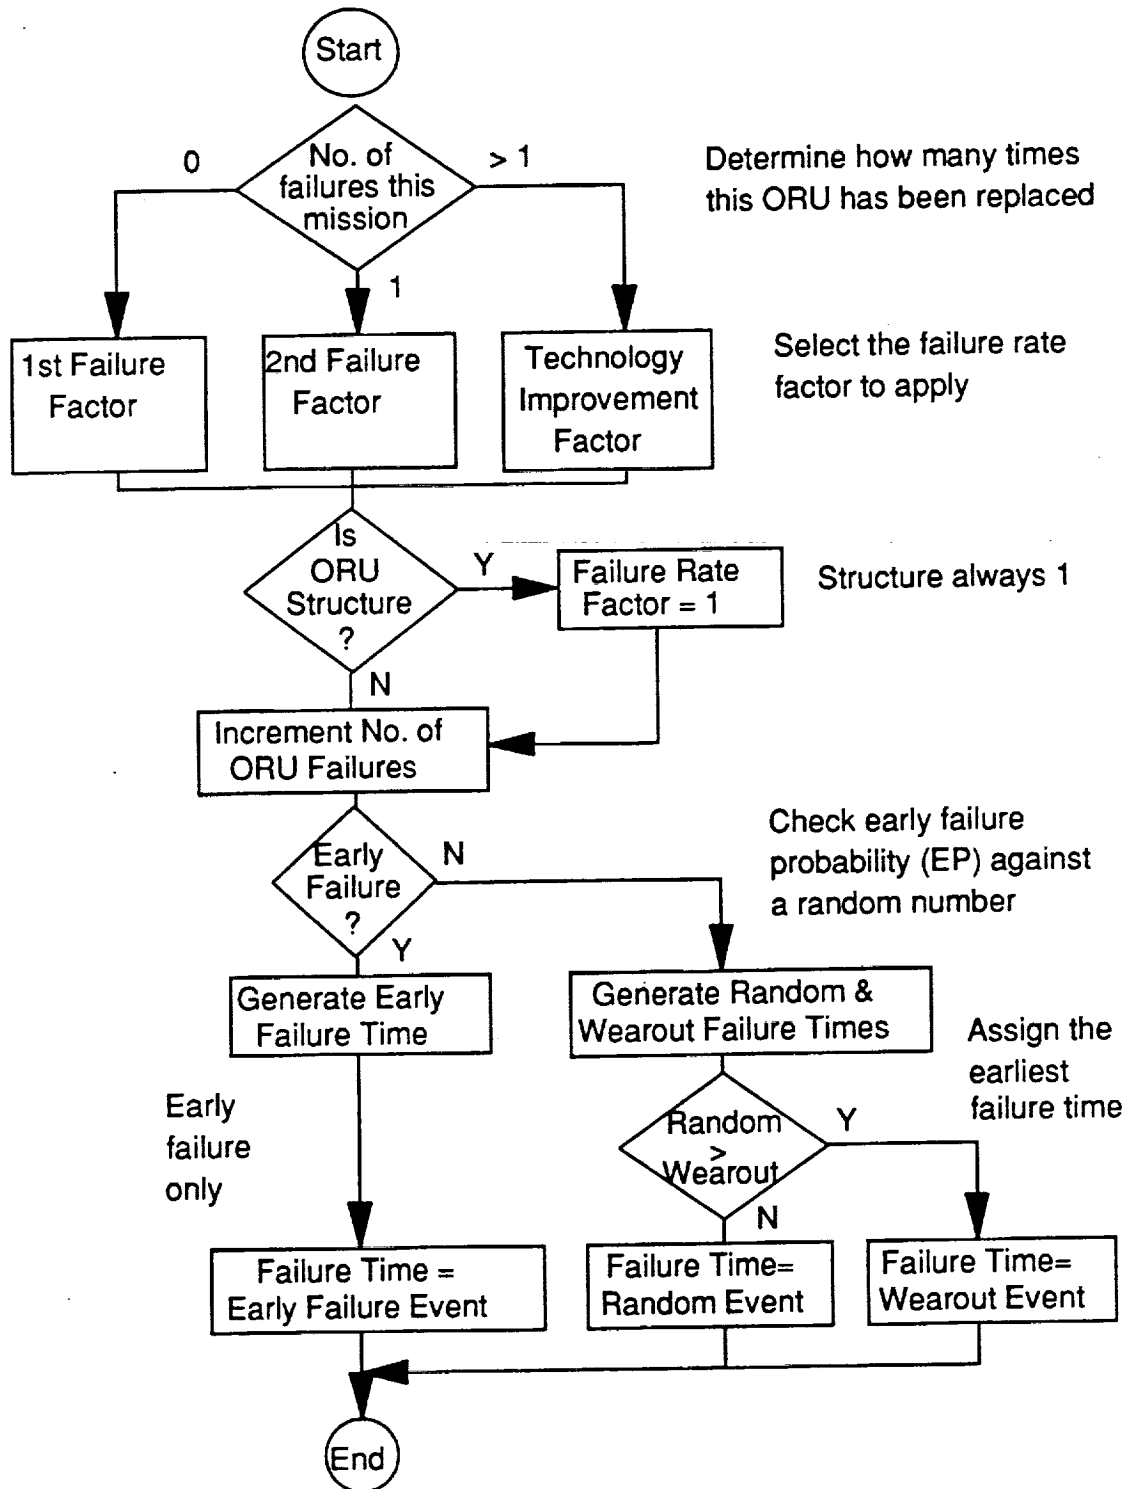 Start
No. of
failures this
mission
0
> 1
1
Determine how many times
this ORU has been replaced
1st Failure
Factor
2nd Failure
Factor
Technology
Improvement
Factor
Select the failure rate
factor to apply
Is
ORU
Structure
?
Y
N
Failure Rate
Factor = 1
Structure always 1
Increment No. of
ORU Failures
Early
Failure
?
N
Y
Check early failure
probability (EP) against
a random number
Generate Early
Failure Time
Generate Random &
Wearout Failure Times
Assign the
earliest
failure time
Early
failure
only
Random
>
Wearout
Y
N
Failure Time =
Early Failure Event
Failure Time=
Random Event
Failure Time=
Wearout Event
End